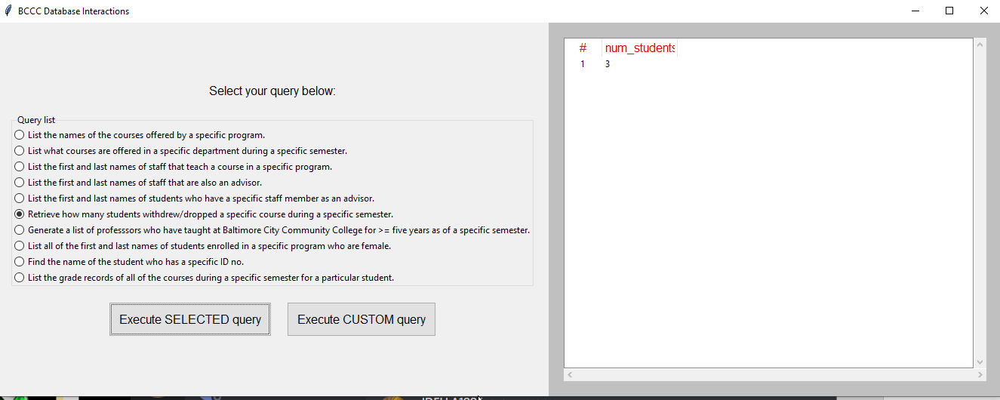 BCCC Database Interactions
Select your query below:
Query list
List the names of the courses offered by a specific program.
List what courses are offered in a specific department during a specific semester.
List the first and last names of staff that teach a course in a specific program.
List the first and last names of staff that are also an advisor.
List the first and last names of students who have a specific staff member as an advisor.
Retrieve how many students withdrew/dropped a specific course during a specific semester.
Generate a list of professsors who have taught at Baltimore City Community College for >= five years as of a specific semester.
List all of the first and last names of students enrolled in a specific program who are female.
Find the name of the student who has a specific ID no.
List the grade records of all of the courses during a specific semester for a particular student.
Execute SELECTED query Execute CUSTOM query
# num_students
1 3